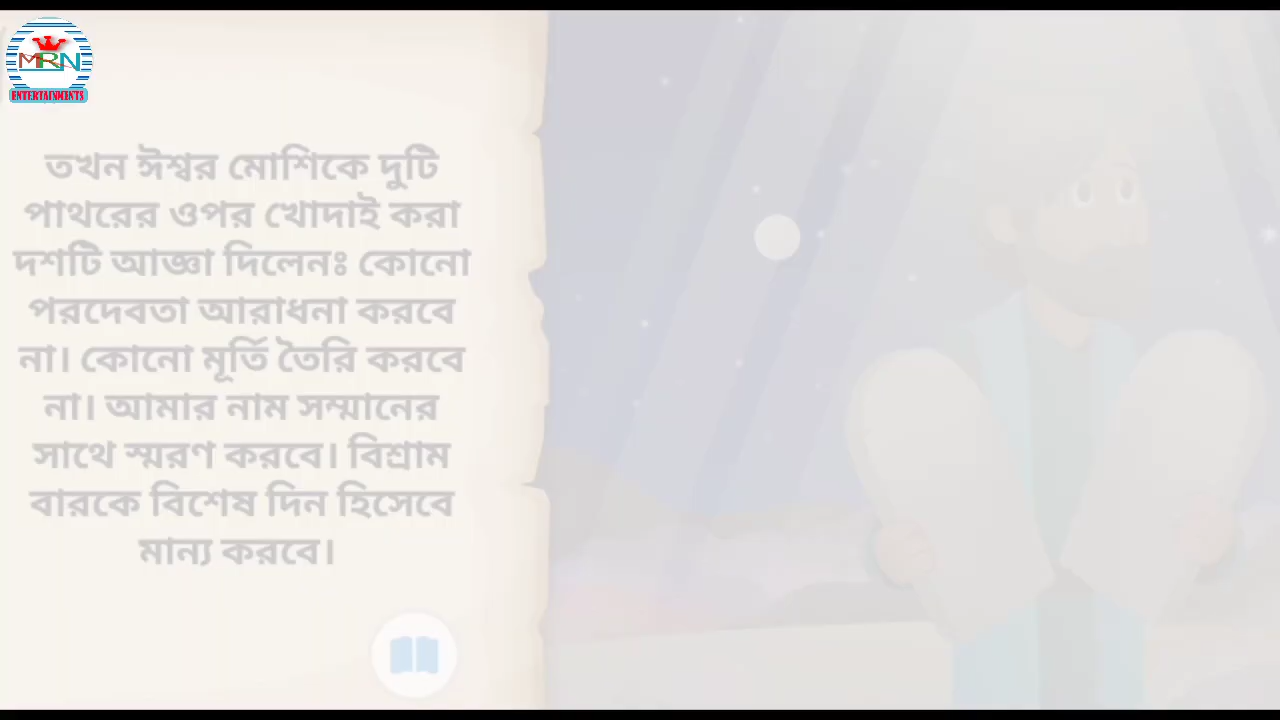 MRN
ENTERTAINMENTS
তখন ঈশ্বর মোশিকে দুটি
পাথরের ওপর খোদাই করা
দশটি আজ্ঞা দিলেনঃ কোনো
পরদেবতা আরাধনা করবে
না। কোনো মূর্তি তৈরি করবে
না। আমার নাম সম্মানের
সাথে স্মরণ করবে। বিশ্রাম
বারকে বিশেষ দিন হিসেবে
মান্য করবে।